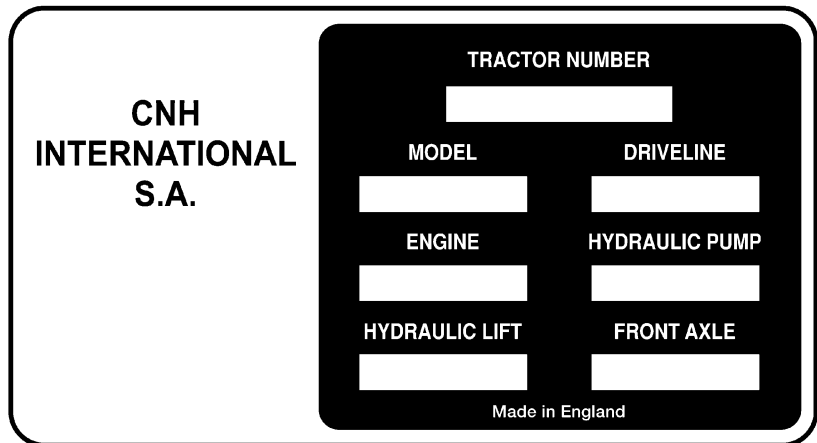 CNH
INTERNATIONAL
S.A.
TRACTOR NUMBER
MODEL
DRIVELINE
ENGINE
HYDRAULIC PUMP
HYDRAULIC LIFT
FRONT AXLE
Made in England